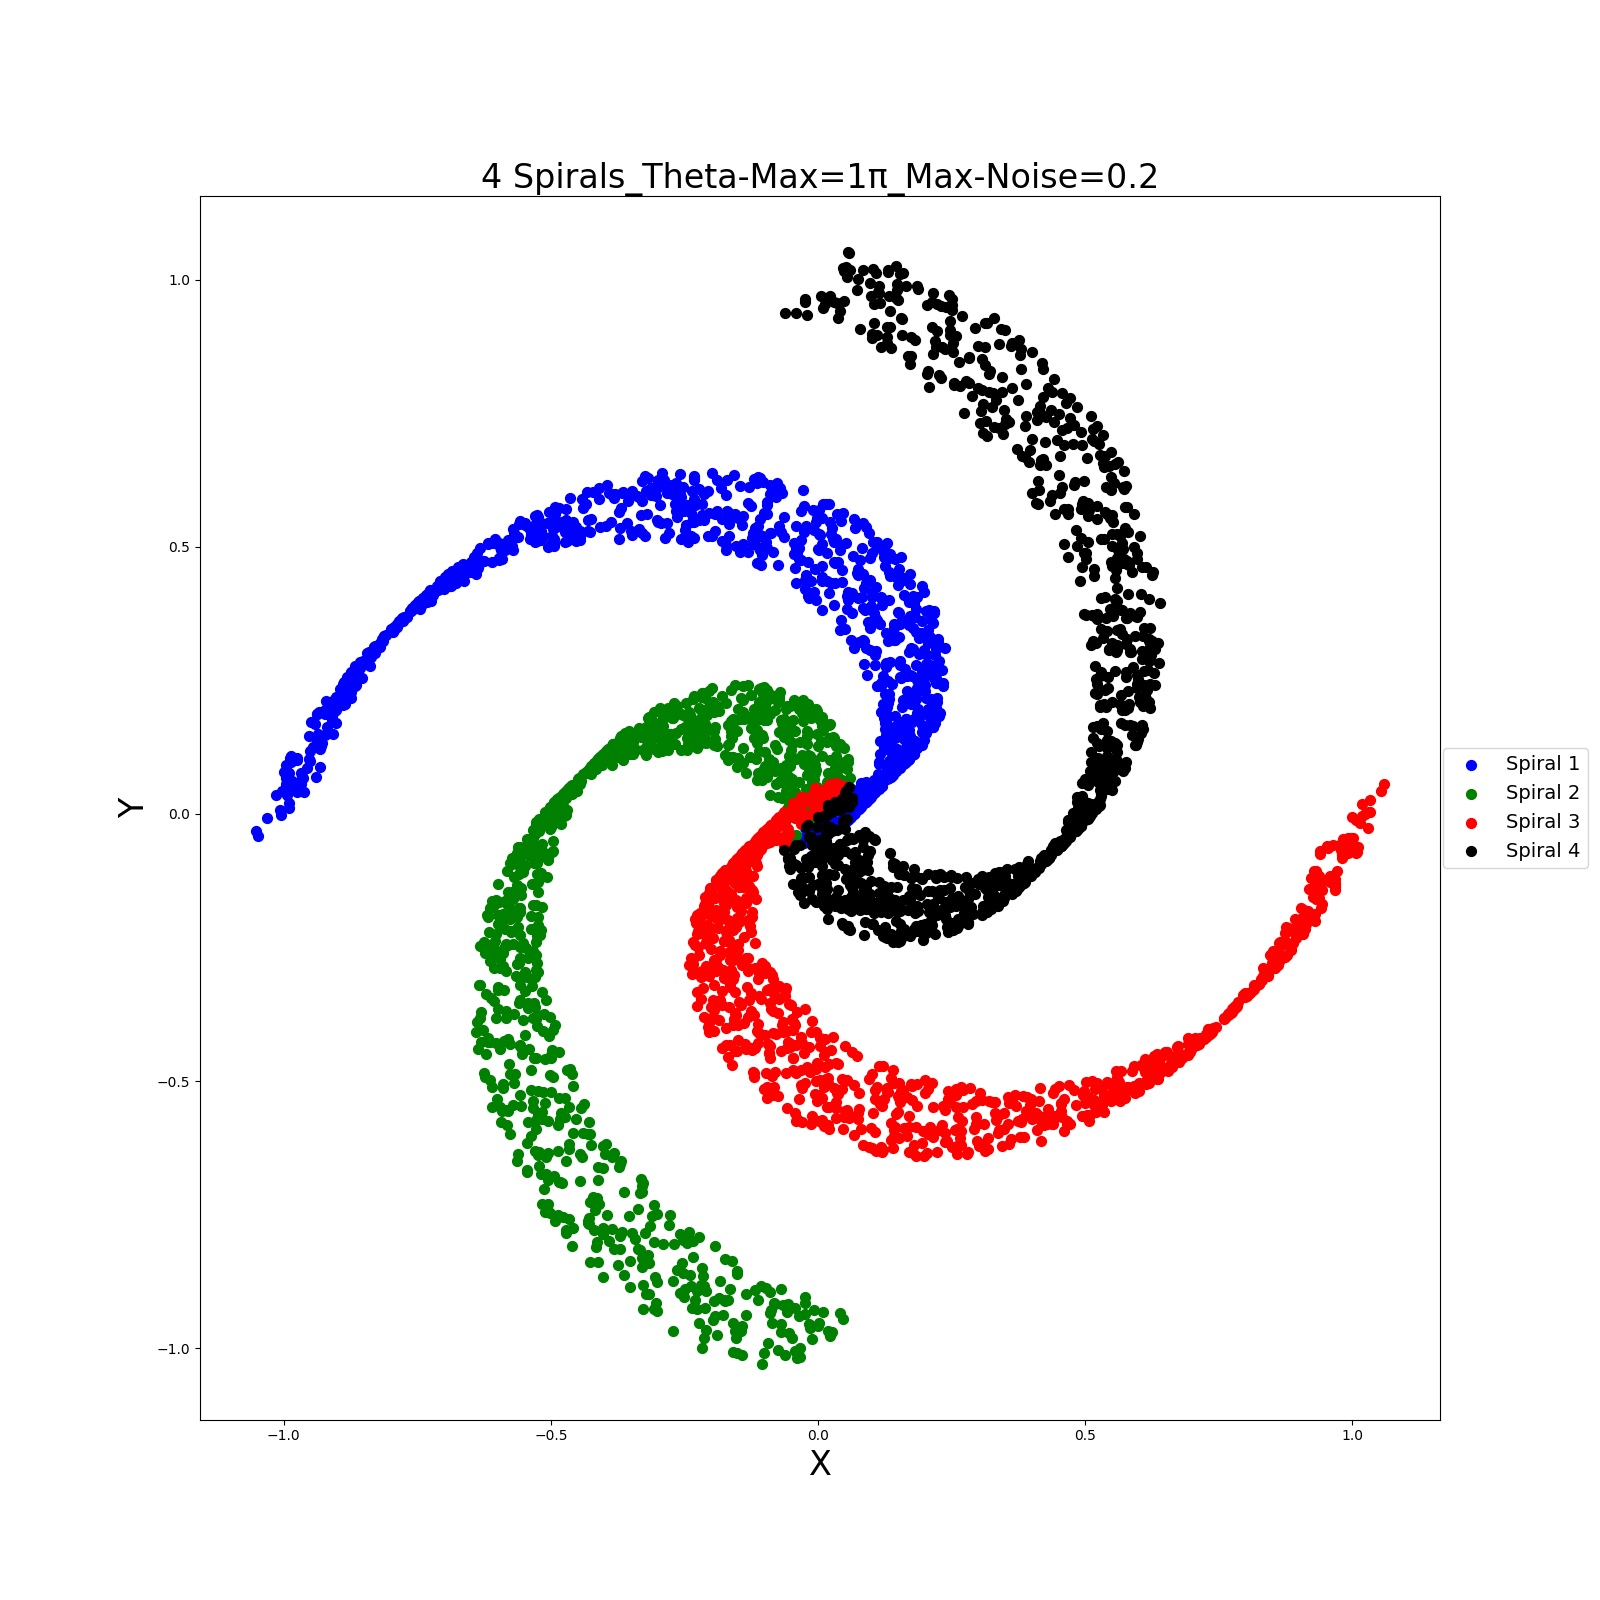 4 Spirals_Theta-Max=1π_Max-Noise=0.2
1.0
0.5
0.0
−0.5
−1.0
Y
−1.0
−0.5
0.0
0.5
1.0
X
Spiral 1
Spiral 2
Spiral 3
Spiral 4